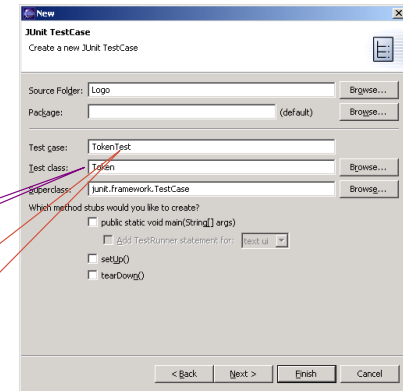 New
JUnit TestCase
Create a new JUnit TestCase
Source Folder: Logo Browse...
Package: (default) Browse...
Test case: TokenTest
Test class: Token Browse...
Superclass: junit.framework.TestCase Browse...
Which method stubs would you like to create?
public static void main(String[] args)
Add TestRunner statement for: text ui
setUp()
tearDown()
< Back Next > Finish Cancel